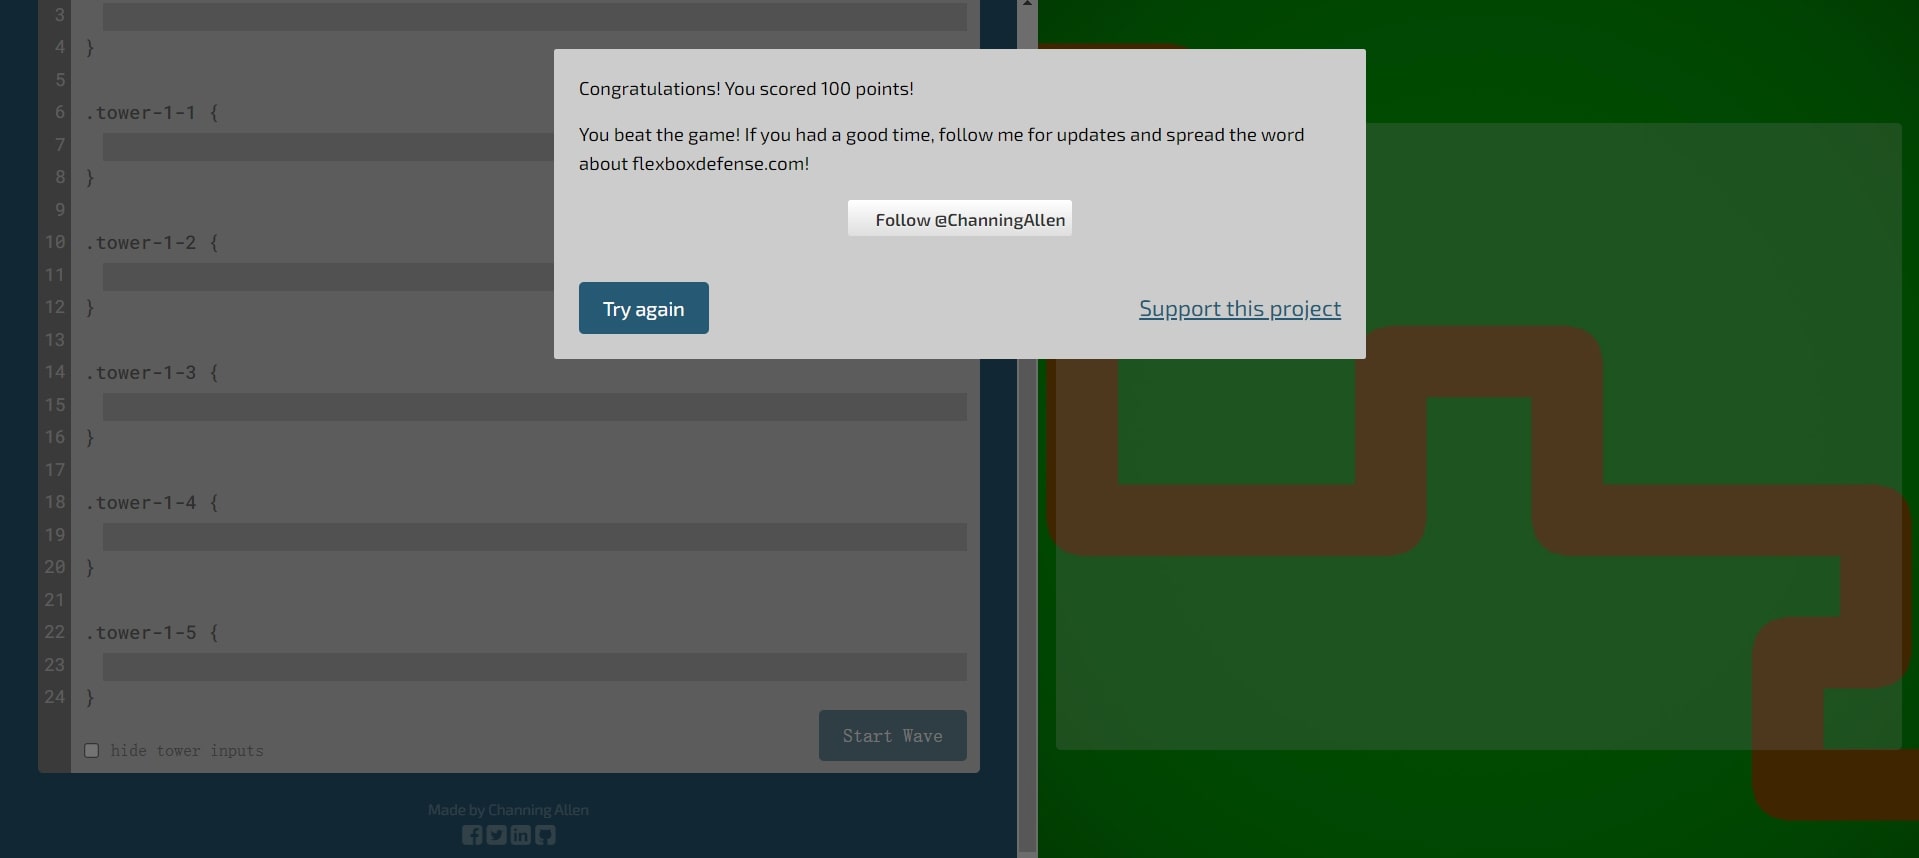 3
4 }
5
6 .tower-1-1 {
7
8 }
9
10 .tower-1-2 {
11
12 }
13
14 .tower-1-3 {
15
16 }
17
18 .tower-1-4 {
19
20 }
21
22 .tower-1-5 {
23
24 }
hide tower inputs
Start Wave
Made by Channing Allen
Congratulations! You scored 100 points!
You beat the game! If you had a good time, follow me for updates and spread the word
about flexboxdefense.com!
Follow @ChanningAllen
Try again
Support this project